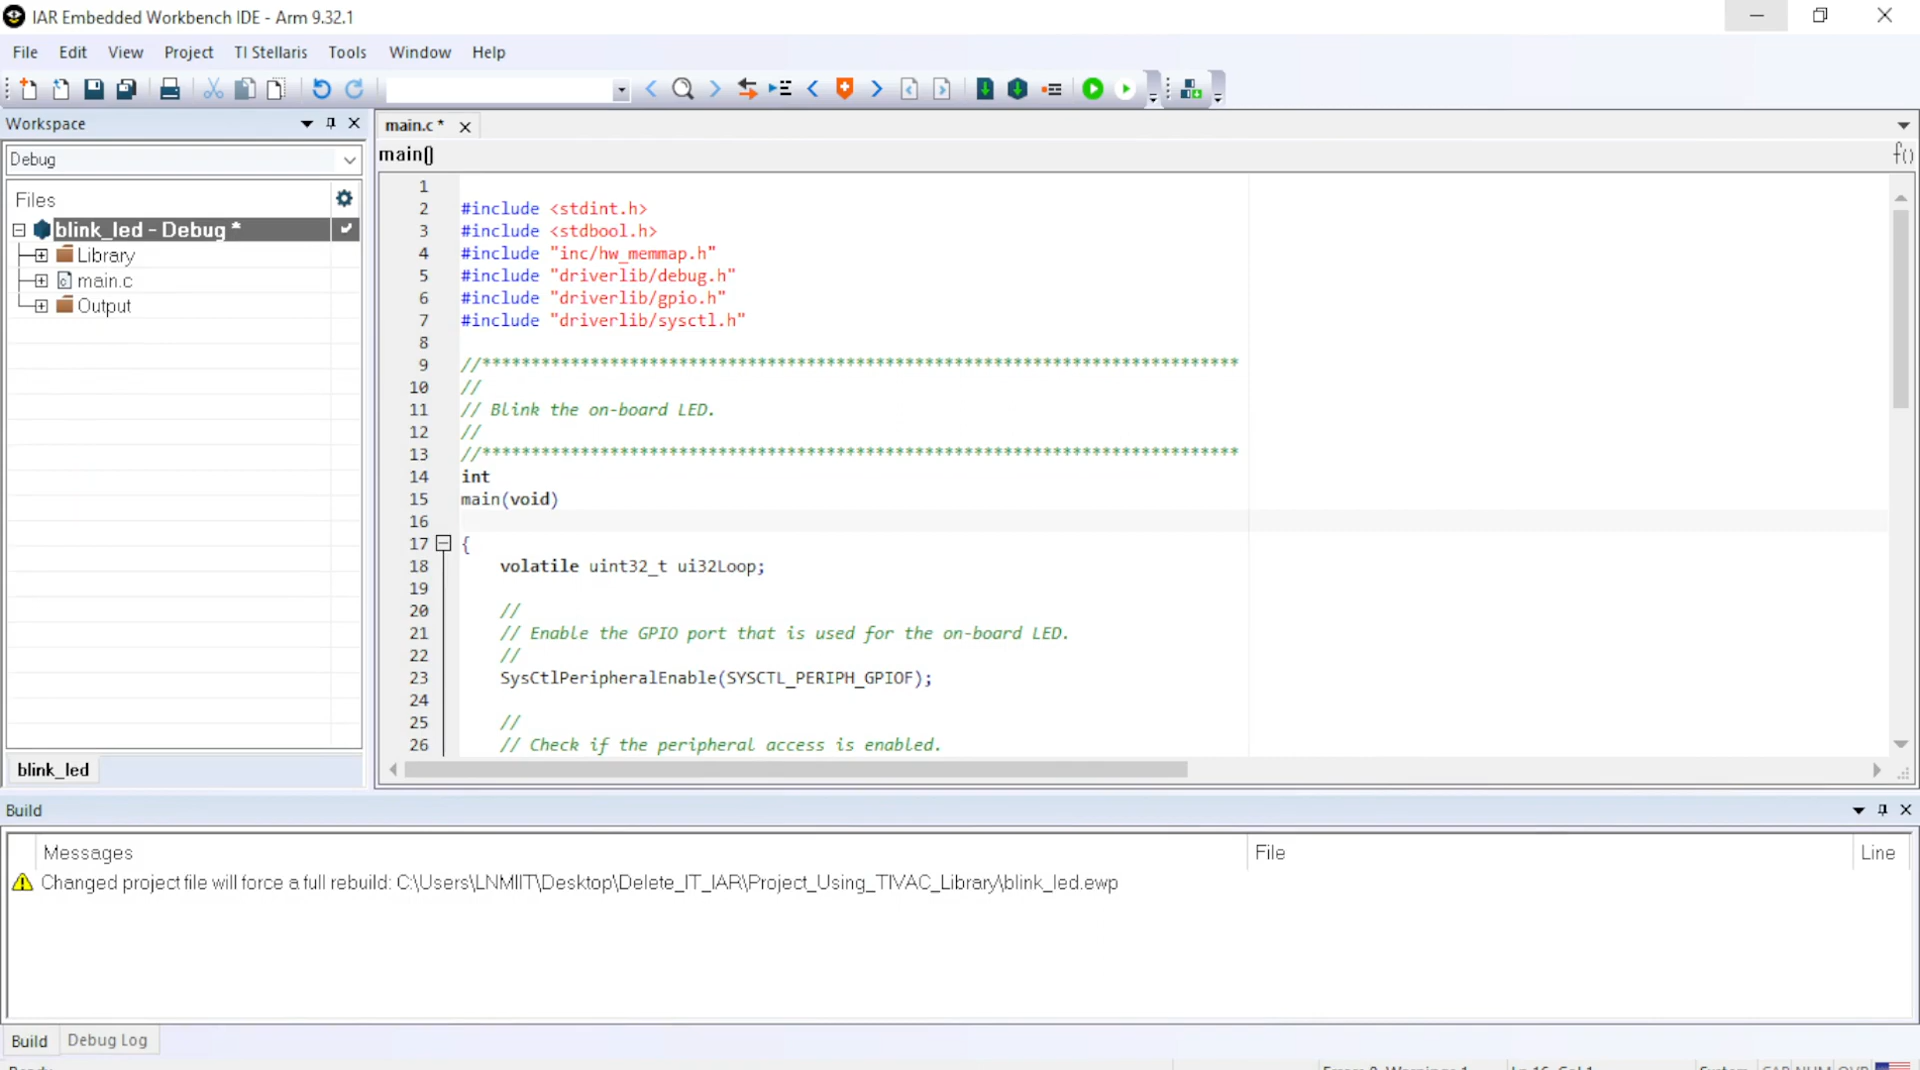 IAR Embedded Workbench IDE - Arm 9.32.1
File Edit View Project TI Stellaris Tools Window Help
Workspace
main.c *
Debug
main()
f()
Files
blink_led - Debug *
Library
main.c
Output
1
2 #include <stdint.h>
3 #include <stdbool.h>
4 #include "inc/hw_memmap.h"
5 #include "driverlib/debug.h"
6 #include "driverlib/gpio.h"
7 #include "driverlib/sysctl.h"
8
9 //*****************************************************************************
10 //
11 // Blink the on-board LED.
12 //
13 //*****************************************************************************
14 int
15 main(void)
16
17 {
18 volatile uint32_t ui32Loop;
19
20 //
21 // Enable the GPIO port that is used for the on-board LED.
22 //
23 SysCtlPeripheralEnable(SYSCTL_PERIPH_GPIOF);
24
25 //
26 // Check if the peripheral access is enabled.
blink_led
Build
Messages File Line
Changed project file will force a full rebuild: C:\Users\LNMIIT\Desktop\Delete_IT_IAR\Project_Using_TIVAC_Library\blink_led.ewp
Build Debug Log